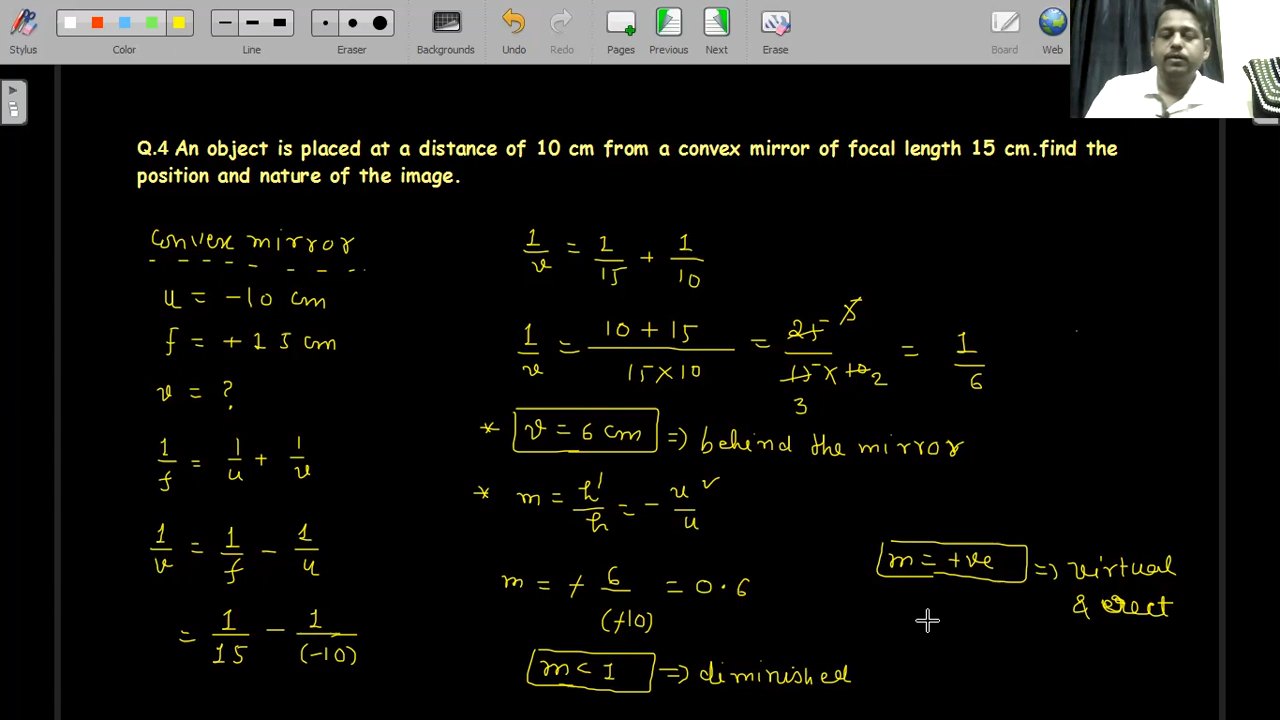 Stylus
Color
Line
Eraser
Backgrounds
Undo
Redo
Pages
Previous
Next
Erase
Board
Web
Q.4 An object is placed at a distance of 10 cm from a convex mirror of focal length 15 cm.find the
position and nature of the image.
Convex mirror
u = -10 cm
f = +15 cm
v = ?
1/f = 1/u + 1/v
1/v = 1/f - 1/u
= 1/15 - 1/(-10)
1/v = 1/15 + 1/10
1/v = 10 + 15 / 15×10 = 25 5 / 15 × 10 2 3 = 1/6
* v = 6 cm => behind the mirror
* m = h'/h = - u v/u
m = + 6/(+10) = 0.6
m < 1 => diminished
m = +ve => virtual
& erect